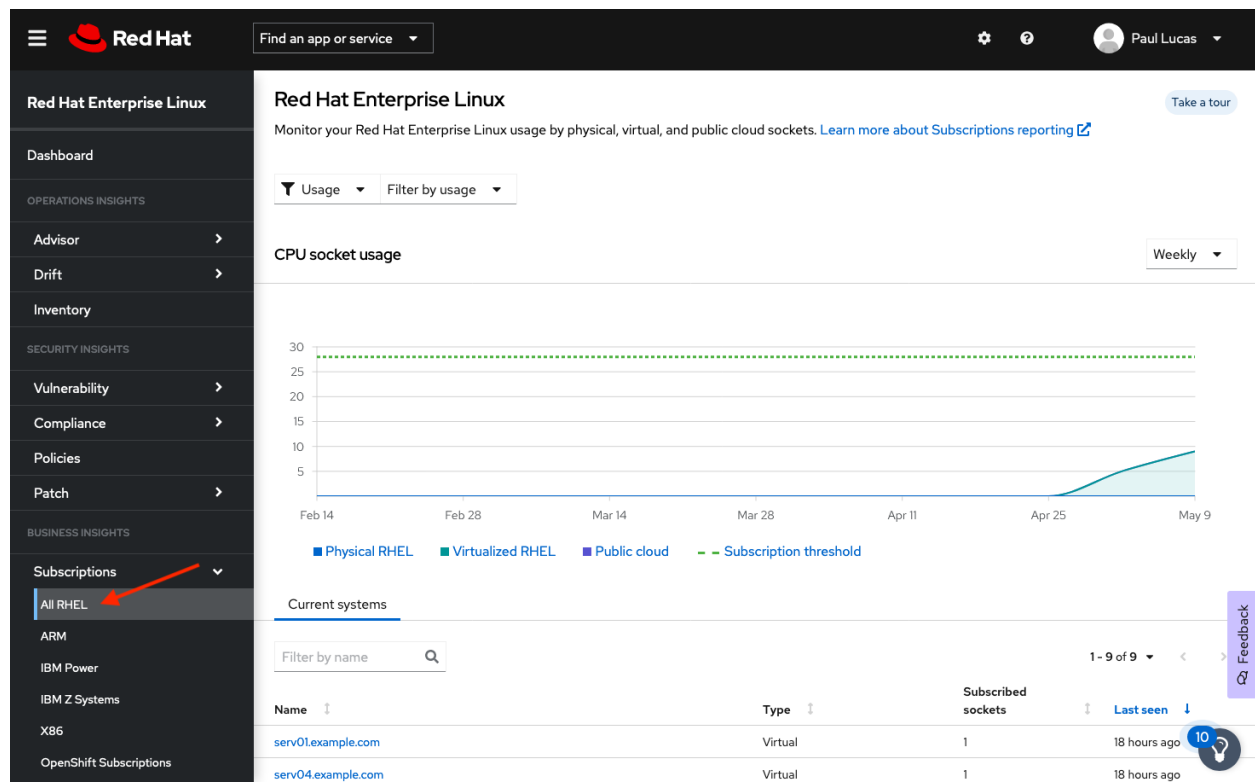 Red Hat
Find an app or service
Paul Lucas
Red Hat Enterprise Linux
Dashboard
OPERATIONS INSIGHTS
Advisor
Drift
Inventory
SECURITY INSIGHTS
Vulnerability
Compliance
Policies
Patch
BUSINESS INSIGHTS
Subscriptions
All RHEL
ARM
IBM Power
IBM Z Systems
X86
OpenShift Subscriptions
Red Hat Enterprise Linux
Take a tour
Monitor your Red Hat Enterprise Linux usage by physical, virtual, and public cloud sockets. Learn more about Subscriptions reporting
Usage Filter by usage
CPU socket usage
Weekly
30
25
20
15
10
5
Feb 14 Feb 28 Mar 14 Mar 28 Apr 11 Apr 25 May 9
Physical RHEL Virtualized RHEL Public cloud Subscription threshold
Current systems
Filter by name
1 - 9 of 9
Feedback
Name Type Subscribed sockets Last seen
serv01.example.com Virtual 1 18 hours ago
10
serv04.example.com Virtual 1 18 hours ago